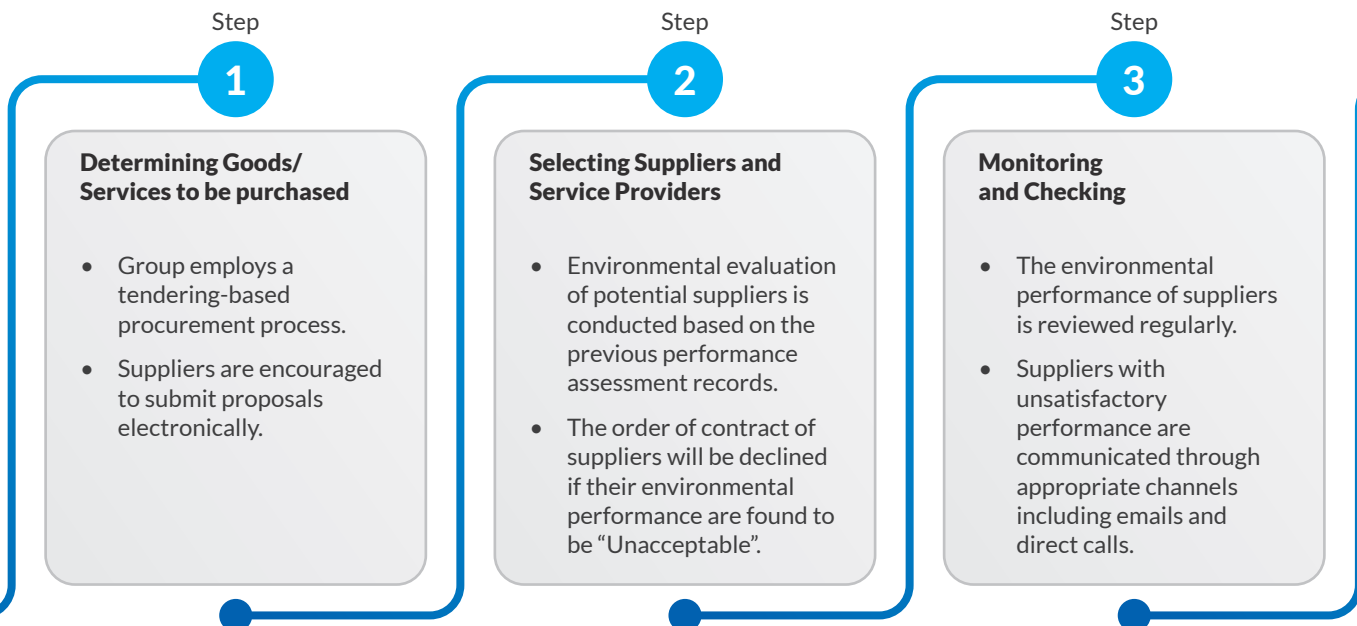 Step
1
Determining Goods/
Services to be purchased
• Group employs a
tendering-based
procurement process.
• Suppliers are encouraged
to submit proposals
electronically.
Step
2
Selecting Suppliers and
Service Providers
• Environmental evaluation
of potential suppliers is
conducted based on the
previous performance
assessment records.
• The order of contract of
suppliers will be declined
if their environmental
performance are found to
be “Unacceptable”.
Step
3
Monitoring
and Checking
• The environmental
performance of suppliers
is reviewed regularly.
• Suppliers with
unsatisfactory
performance are
communicated through
appropriate channels
including emails and
direct calls.